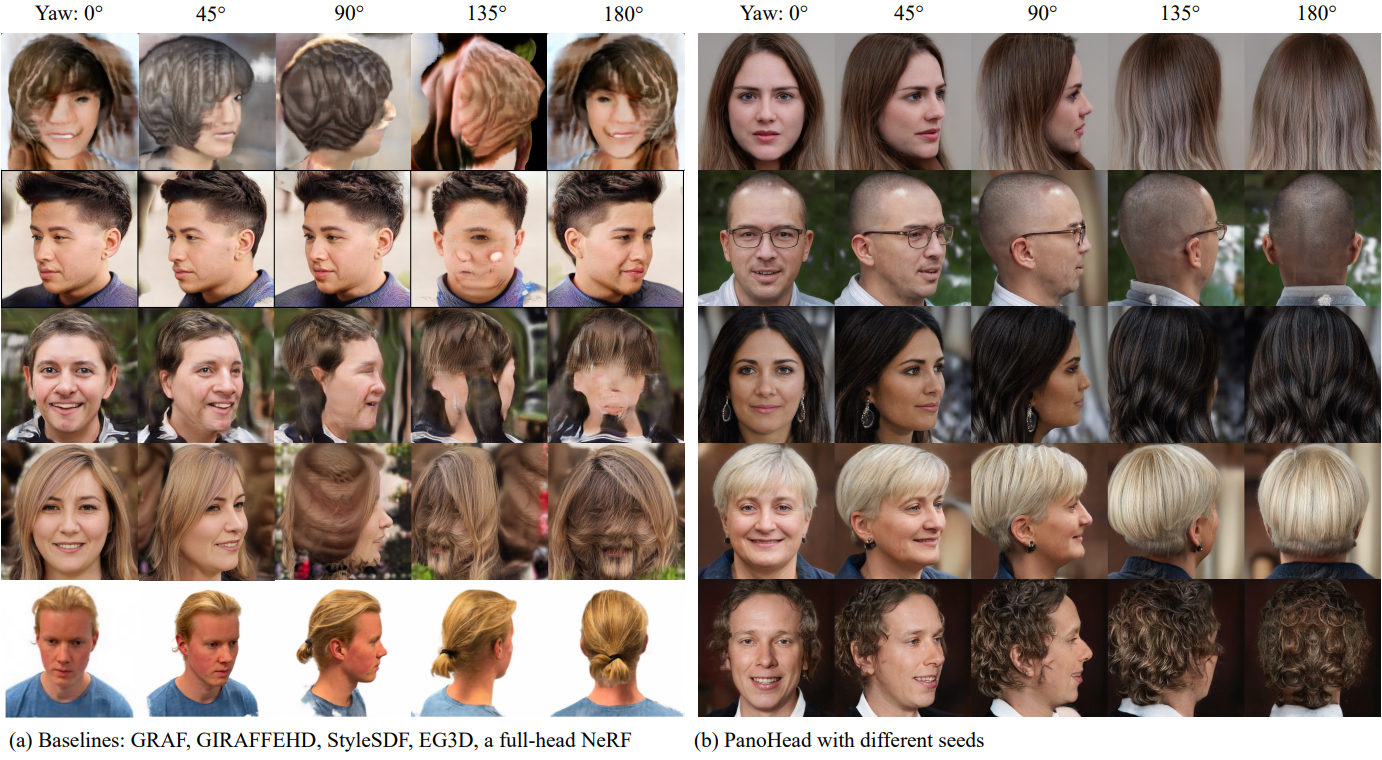 Yaw: 0° 45° 90° 135° 180° Yaw: 0° 45° 90° 135° 180°
(a) Baselines: GRAF, GIRAFFEHD, StyleSDF, EG3D, a full-head NeRF (b) PanoHead with different seeds